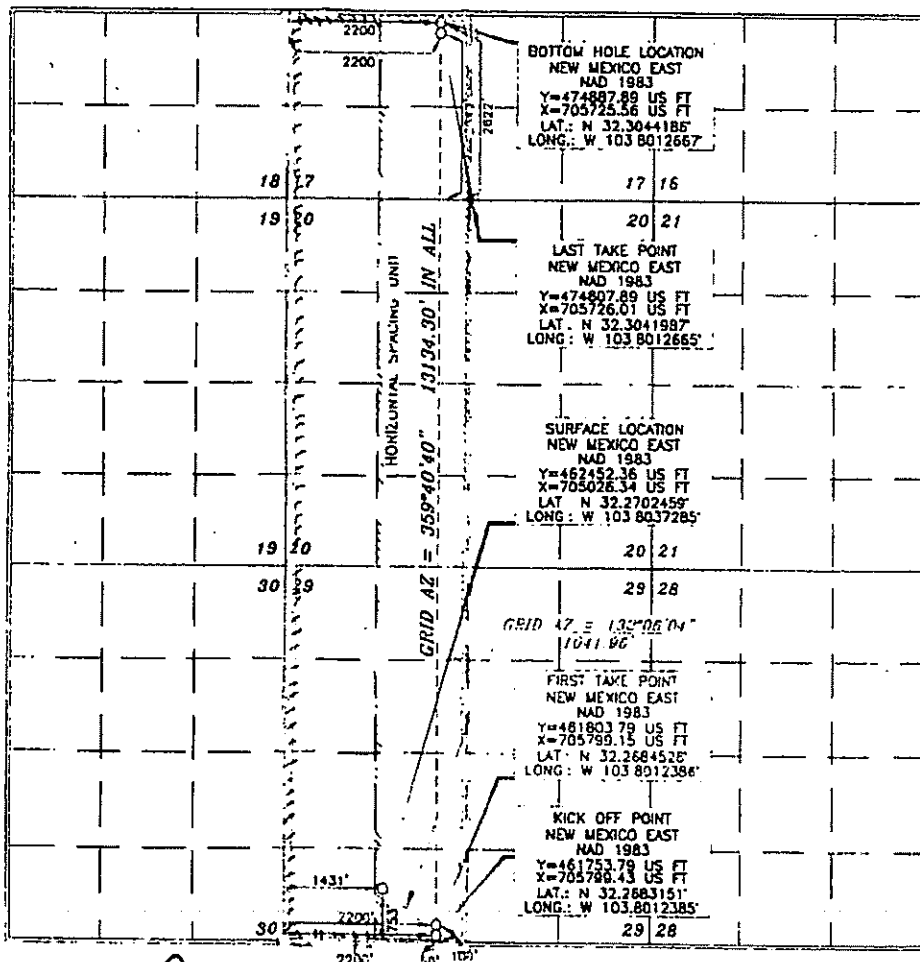 2200'
2200'
BOTTOM HOLE LOCATION
NEW MEXICO EAST
NAD 1983
Y=474887.89 US FT
X=705725.56 US FT
LAT.: N 32.3044186°
LONG.: W 103.8012667°
2622'
18 17
17 16
19 20
20 21
LAST TAKE POINT
NEW MEXICO EAST
NAD 1983
Y=474807.89 US FT
X=705726.01 US FT
LAT.: N 32.3041987°
LONG.: W 103.8012665°
HORIZONTAL SPACING UNIT
GRID AZ = 359°40'40" 13134.30' IN ALL
SURFACE LOCATION
NEW MEXICO EAST
NAD 1983
Y=462452.36 US FT
X=705026.34 US FT
LAT N 32.2702459°
LONG: W 103.8037285°
19 20
20 21
30 29
29 28
1041.96'
FIRST TAKE POINT
NEW MEXICO EAST
NAD 1983
Y=461803.79 US FT
X=705799.15 US FT
LAT N 32.2684528°
LONG: W 103.8012386°
KICK OFF POINT
NEW MEXICO EAST
NAD 1983
Y=461753.79 US FT
X=705799.43 US FT
LAT.: N 32.2683151°
LONG.: W 103.8012385°
1431'
2200'
30
29 28
2200'